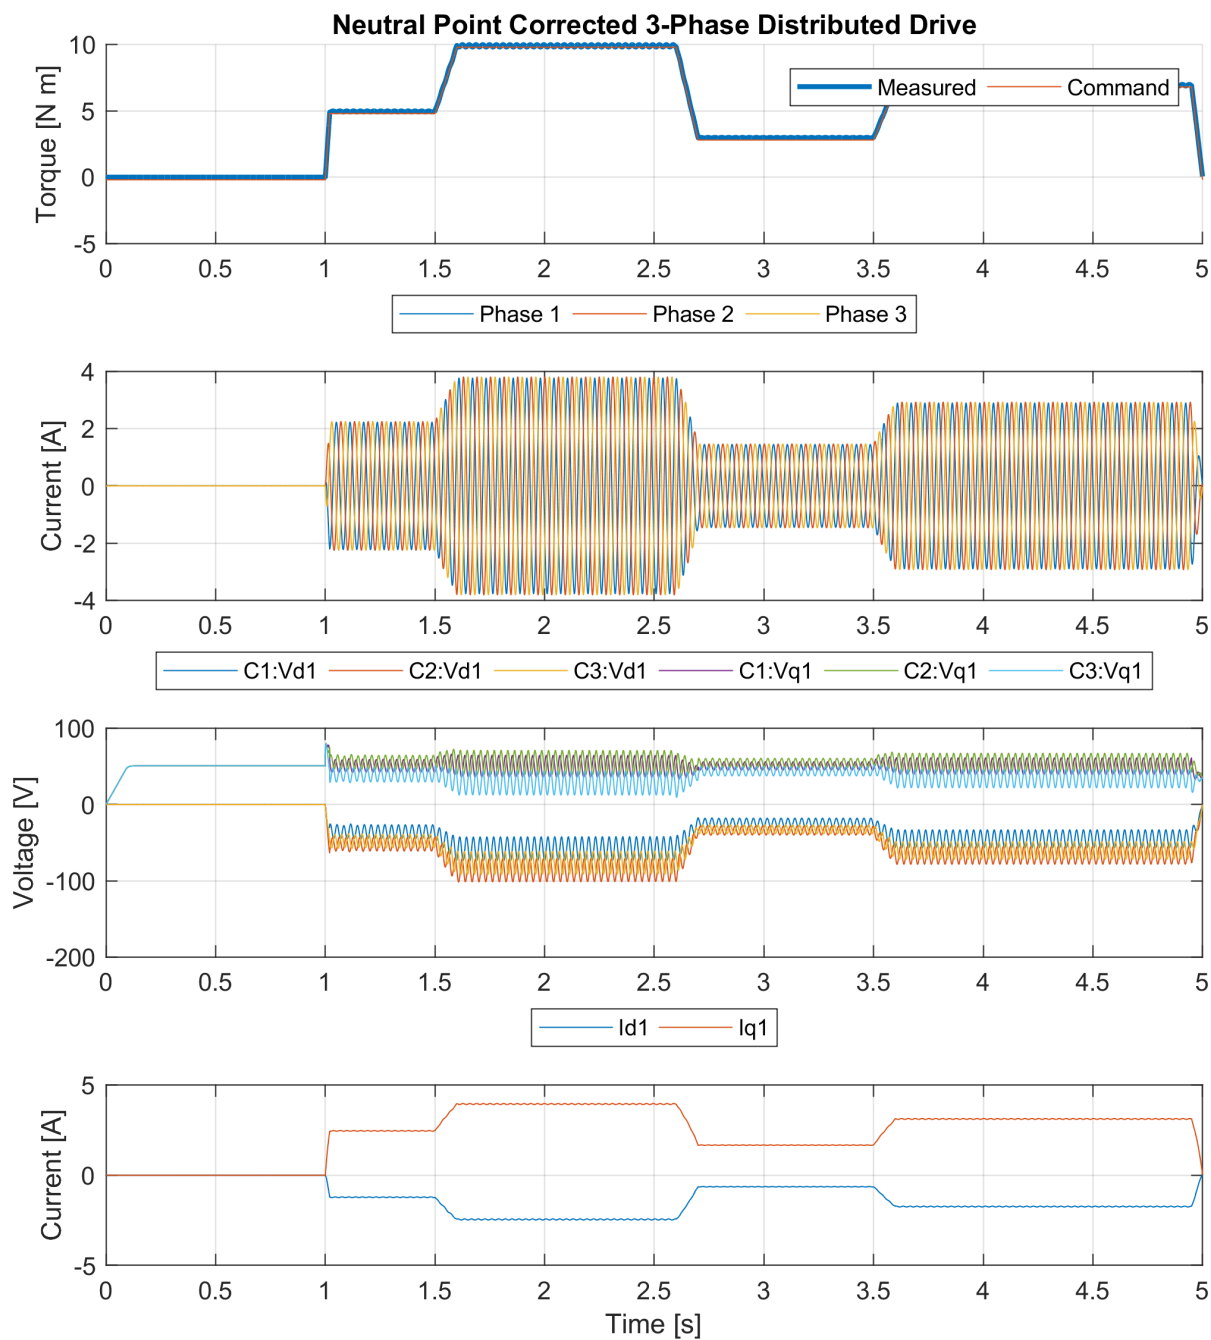 Neutral Point Corrected 3-Phase Distributed Drive
Torque [N m]
10
5
0
-5
Measured Command
0 0.5 1 1.5 2 2.5 3 3.5 4 4.5 5
Phase 1 Phase 2 Phase 3
Current [A]
4
2
0
-2
-4
0 0.5 1 1.5 2 2.5 3 3.5 4 4.5 5
C1:Vd1 C2:Vd1 C3:Vd1 C1:Vq1 C2:Vq1 C3:Vq1
Voltage [V]
100
0
-100
-200
0 0.5 1 1.5 2 2.5 3 3.5 4 4.5 5
Id1 Iq1
Current [A]
5
0
-5
0 0.5 1 1.5 2 2.5 3 3.5 4 4.5 5
Time [s]